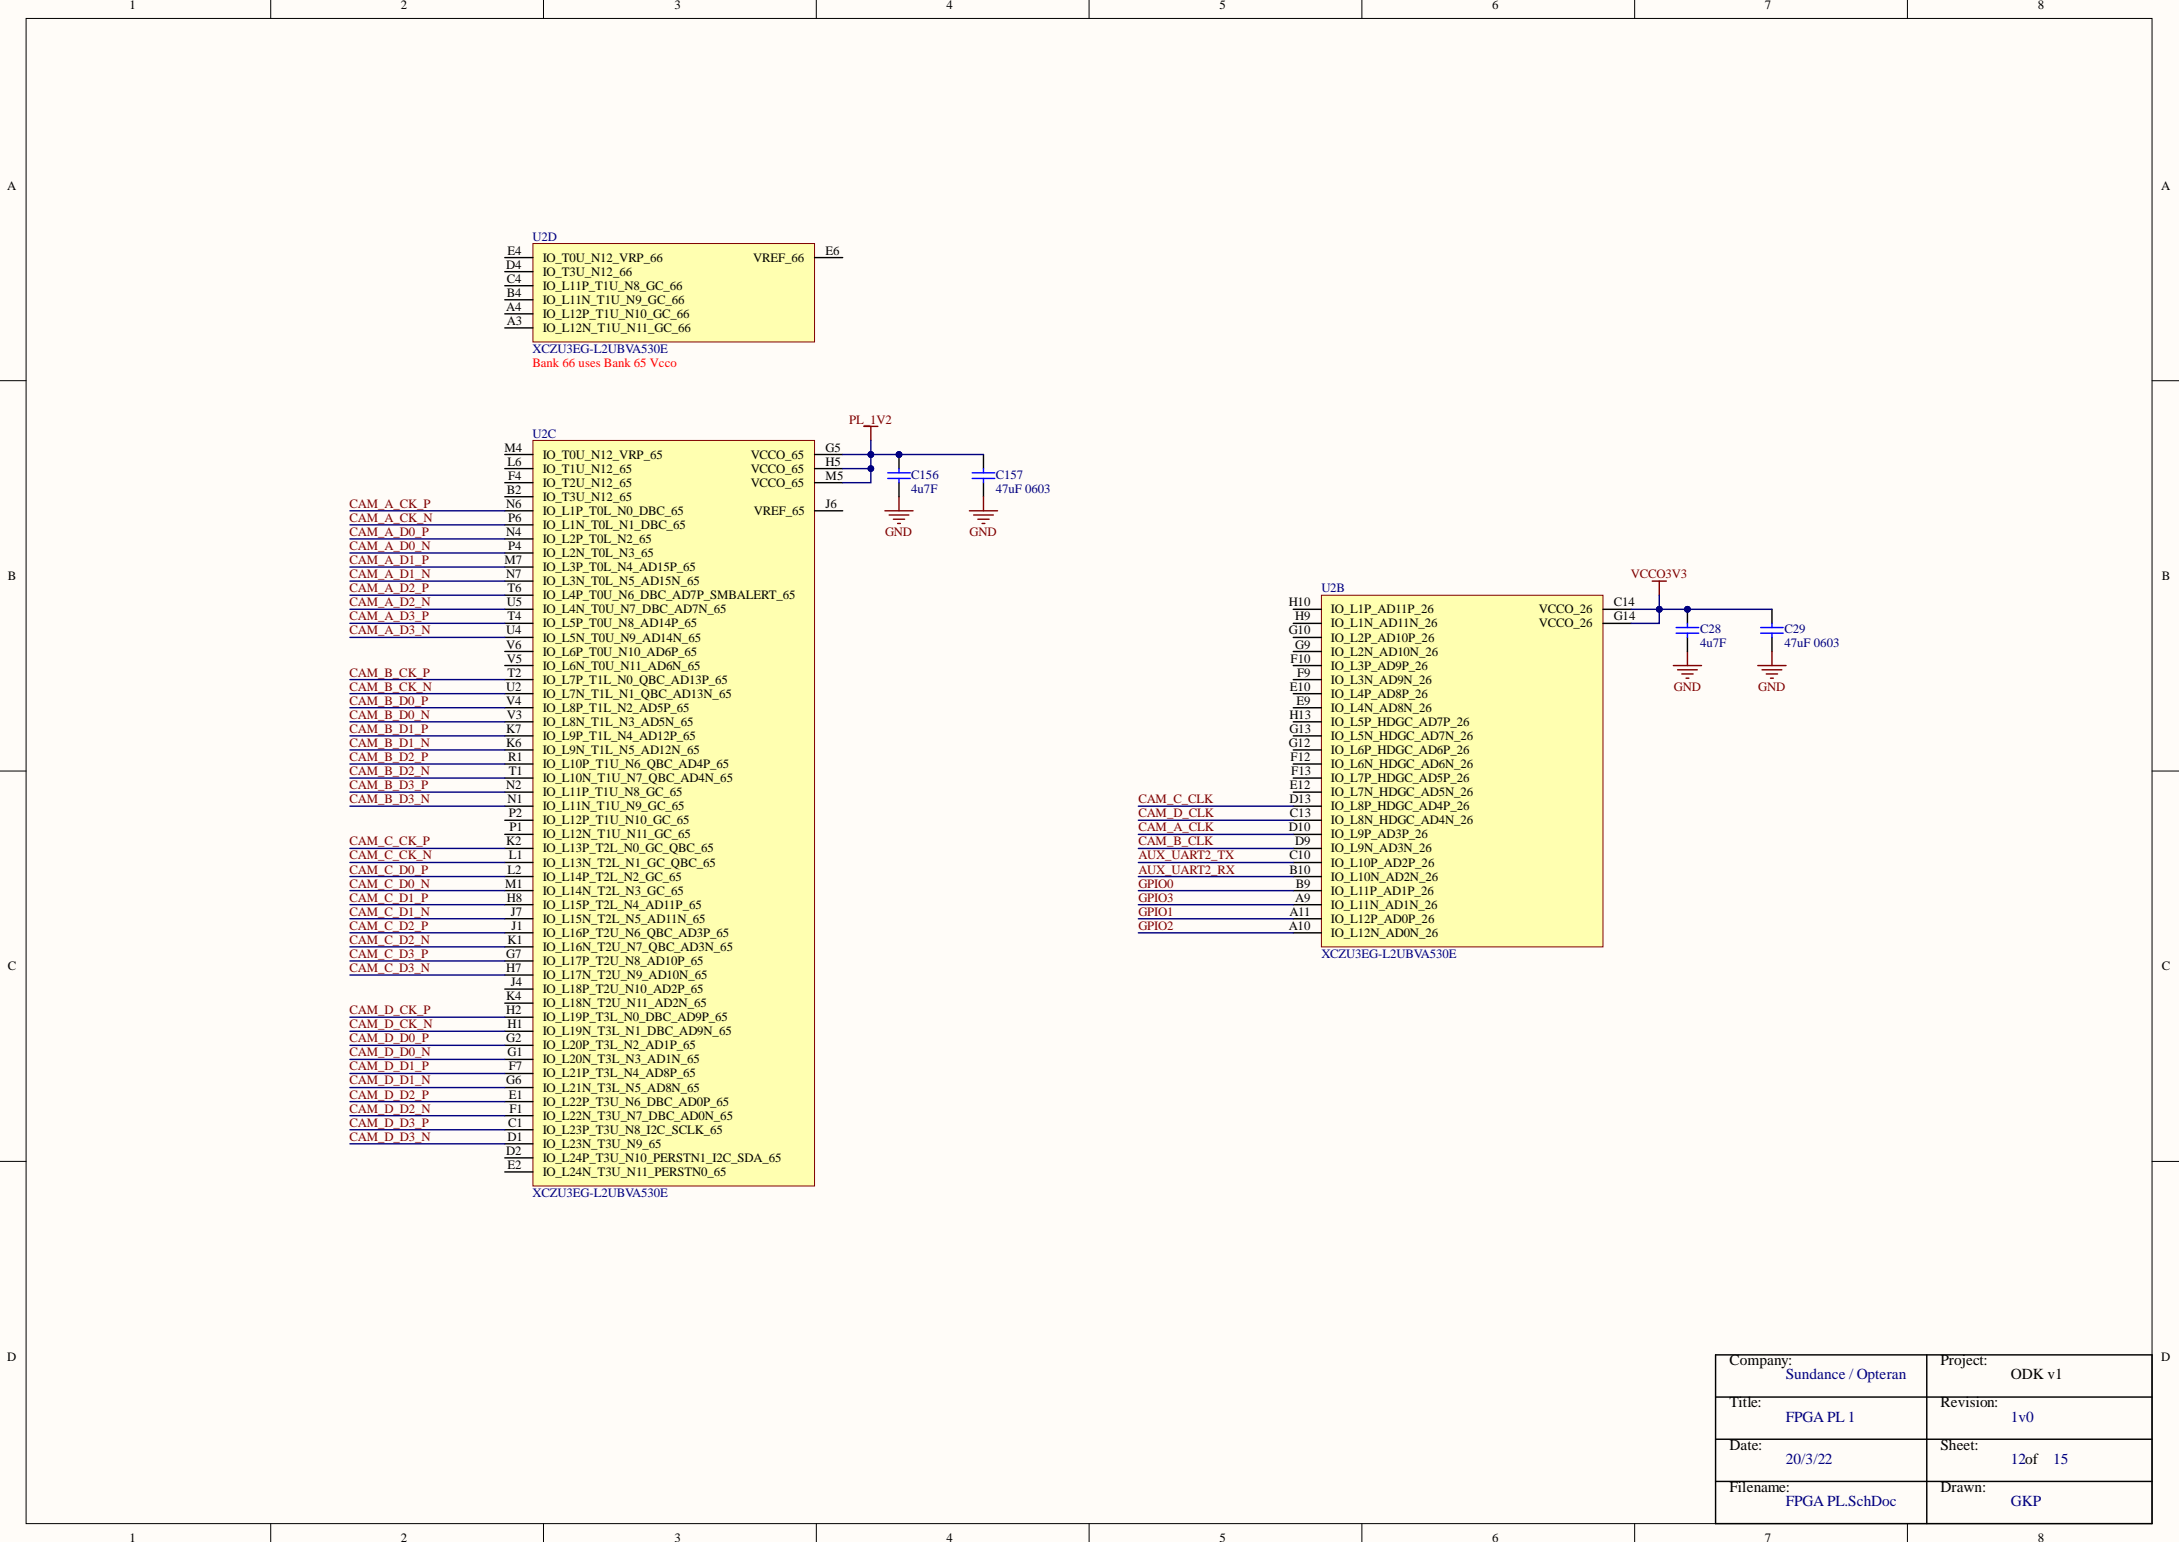 1 2 3 4 5 6 7 8
A A
U2D
E4 IO_T0U_N12_VRP_66 VREF_66 E6
D4 IO_T3U_N12_66
C4 IO_L11P_T1U_N8_GC_66
B4 IO_L11N_T1U_N9_GC_66
A4 IO_L12P_T1U_N10_GC_66
A3 IO_L12N_T1U_N11_GC_66
XCZU3EG-L2UBVA530E
Bank 66 uses Bank 65 Vcco
PL_1V2
U2C
M4 IO_T0U_N12_VRP_65 VCCO_65 G5
L6 IO_T1U_N12_65 VCCO_65 H5
F4 IO_T2U_N12_65 VCCO_65 M5
B2 IO_T3U_N12_65
CAM_A_CK_P N6 IO_L1P_T0L_N0_DBC_65 VREF_65 J6
CAM_A_CK_N P6 IO_L1N_T0L_N1_DBC_65
CAM_A_D0_P N4 IO_L2P_T0L_N2_65
CAM_A_D0_N P4 IO_L2N_T0L_N3_65
CAM_A_D1_P M7 IO_L3P_T0L_N4_AD15P_65
CAM_A_D1_N N7 IO_L3N_T0L_N5_AD15N_65
CAM_A_D2_P T6 IO_L4P_T0U_N6_DBC_AD7P_SMBALERT_65
CAM_A_D2_N U5 IO_L4N_T0U_N7_DBC_AD7N_65
CAM_A_D3_P T4 IO_L5P_T0U_N8_AD14P_65
CAM_A_D3_N U4 IO_L5N_T0U_N9_AD14N_65
V6 IO_L6P_T0U_N10_AD6P_65
V5 IO_L6N_T0U_N11_AD6N_65
CAM_B_CK_P T2 IO_L7P_T1L_N0_QBC_AD13P_65
CAM_B_CK_N U2 IO_L7N_T1L_N1_QBC_AD13N_65
CAM_B_D0_P V4 IO_L8P_T1L_N2_AD5P_65
CAM_B_D0_N V3 IO_L8N_T1L_N3_AD5N_65
CAM_B_D1_P K7 IO_L9P_T1L_N4_AD12P_65
CAM_B_D1_N K6 IO_L9N_T1L_N5_AD12N_65
CAM_B_D2_P R1 IO_L10P_T1U_N6_QBC_AD4P_65
CAM_B_D2_N T1 IO_L10N_T1U_N7_QBC_AD4N_65
CAM_B_D3_P N2 IO_L11P_T1U_N8_GC_65
CAM_B_D3_N N1 IO_L11N_T1U_N9_GC_65
P2 IO_L12P_T1U_N10_GC_65
P1 IO_L12N_T1U_N11_GC_65
CAM_C_CK_P K2 IO_L13P_T2L_N0_GC_QBC_65
CAM_C_CK_N L1 IO_L13N_T2L_N1_GC_QBC_65
CAM_C_D0_P L2 IO_L14P_T2L_N2_GC_65
CAM_C_D0_N M1 IO_L14N_T2L_N3_GC_65
CAM_C_D1_P H8 IO_L15P_T2L_N4_AD11P_65
CAM_C_D1_N J7 IO_L15N_T2L_N5_AD11N_65
CAM_C_D2_P J1 IO_L16P_T2U_N6_QBC_AD3P_65
CAM_C_D2_N K1 IO_L16N_T2U_N7_QBC_AD3N_65
CAM_C_D3_P G7 IO_L17P_T2U_N8_AD10P_65
CAM_C_D3_N H7 IO_L17N_T2U_N9_AD10N_65
J4 IO_L18P_T2U_N10_AD2P_65
K4 IO_L18N_T2U_N11_AD2N_65
CAM_D_CK_P H2 IO_L19P_T3L_N0_DBC_AD9P_65
CAM_D_CK_N H1 IO_L19N_T3L_N1_DBC_AD9N_65
CAM_D_D0_P G2 IO_L20P_T3L_N2_AD1P_65
CAM_D_D0_N G1 IO_L20N_T3L_N3_AD1N_65
CAM_D_D1_P F7 IO_L21P_T3L_N4_AD8P_65
CAM_D_D1_N G6 IO_L21N_T3L_N5_AD8N_65
CAM_D_D2_P E1 IO_L22P_T3U_N6_DBC_AD0P_65
CAM_D_D2_N F1 IO_L22N_T3U_N7_DBC_AD0N_65
CAM_D_D3_P C1 IO_L23P_T3U_N8_I2C_SCLK_65
CAM_D_D3_N D1 IO_L23N_T3U_N9_65
D2 IO_L24P_T3U_N10_PERSTN1_I2C_SDA_65
E2 IO_L24N_T3U_N11_PERSTN0_65
XCZU3EG-L2UBVA530E
C156 C157
4u7F 47uF 0603
GND GND
B B
VCCO3V3
U2B
H10 IO_L1P_AD11P_26 VCCO_26 C14
H9 IO_L1N_AD11N_26 VCCO_26 G14
G10 IO_L2P_AD10P_26
G9 IO_L2N_AD10N_26
F10 IO_L3P_AD9P_26
F9 IO_L3N_AD9N_26
E10 IO_L4P_AD8P_26
E9 IO_L4N_AD8N_26
H13 IO_L5P_HDGC_AD7P_26
G13 IO_L5N_HDGC_AD7N_26
G12 IO_L6P_HDGC_AD6P_26
F12 IO_L6N_HDGC_AD6N_26
F13 IO_L7P_HDGC_AD5P_26
E12 IO_L7N_HDGC_AD5N_26
CAM_C_CLK D13 IO_L8P_HDGC_AD4P_26
CAM_D_CLK C13 IO_L8N_HDGC_AD4N_26
CAM_A_CLK D10 IO_L9P_AD3P_26
CAM_B_CLK D9 IO_L9N_AD3N_26
AUX_UART2_TX C10 IO_L10P_AD2P_26
AUX_UART2_RX B10 IO_L10N_AD2N_26
GPIO0 B9 IO_L11P_AD1P_26
GPIO3 A9 IO_L11N_AD1N_26
GPIO1 A11 IO_L12P_AD0P_26
GPIO2 A10 IO_L12N_AD0N_26
XCZU3EG-L2UBVA530E
C28 C29
4u7F 47uF 0603
GND GND
C C
D D
Company: Sundance / Opteran Project: ODK v1
Title: FPGA PL 1 Revision: 1v0
Date: 20/3/22 Sheet: 12of 15
Filename: FPGA PL.SchDoc Drawn: GKP
1 2 3 4 5 6 7 8